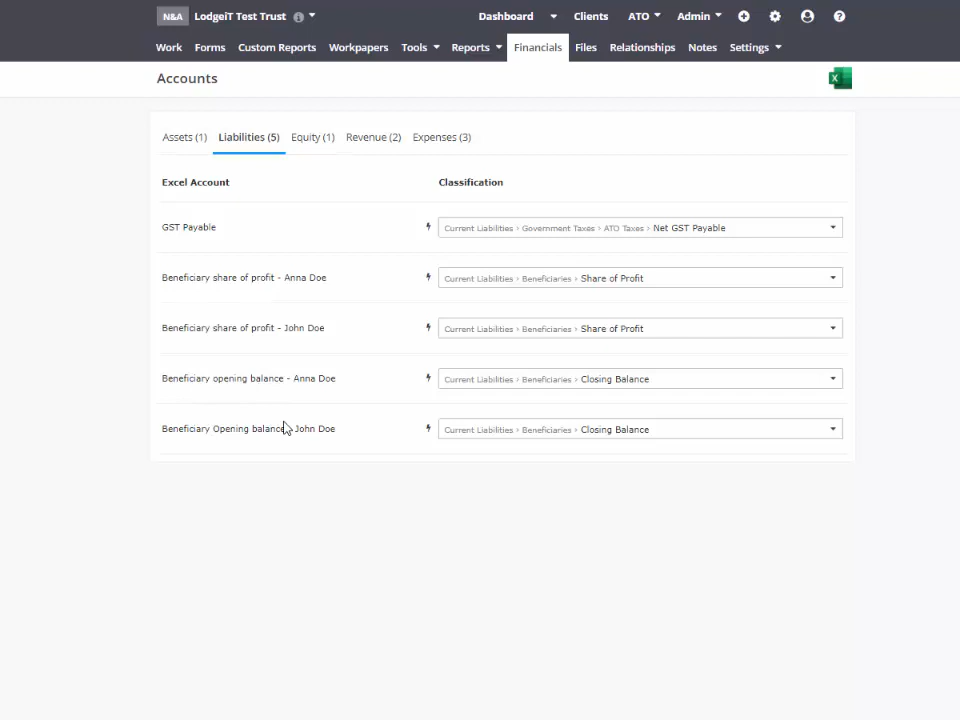 N&A LodgeiT Test Trust Dashboard Clients ATO Admin
Work Forms Custom Reports Workpapers Tools Reports Financials Files Relationships Notes Settings
Accounts
Assets (1) Liabilities (5) Equity (1) Revenue (2) Expenses (3)
Excel Account Classification
GST Payable Current Liabilities › Government Taxes › ATO Taxes › Net GST Payable
Beneficiary share of profit - Anna Doe Current Liabilities › Beneficiaries › Share of Profit
Beneficiary share of profit - John Doe Current Liabilities › Beneficiaries › Share of Profit
Beneficiary opening balance - Anna Doe Current Liabilities › Beneficiaries › Closing Balance
Beneficiary Opening balance - John Doe Current Liabilities › Beneficiaries › Closing Balance